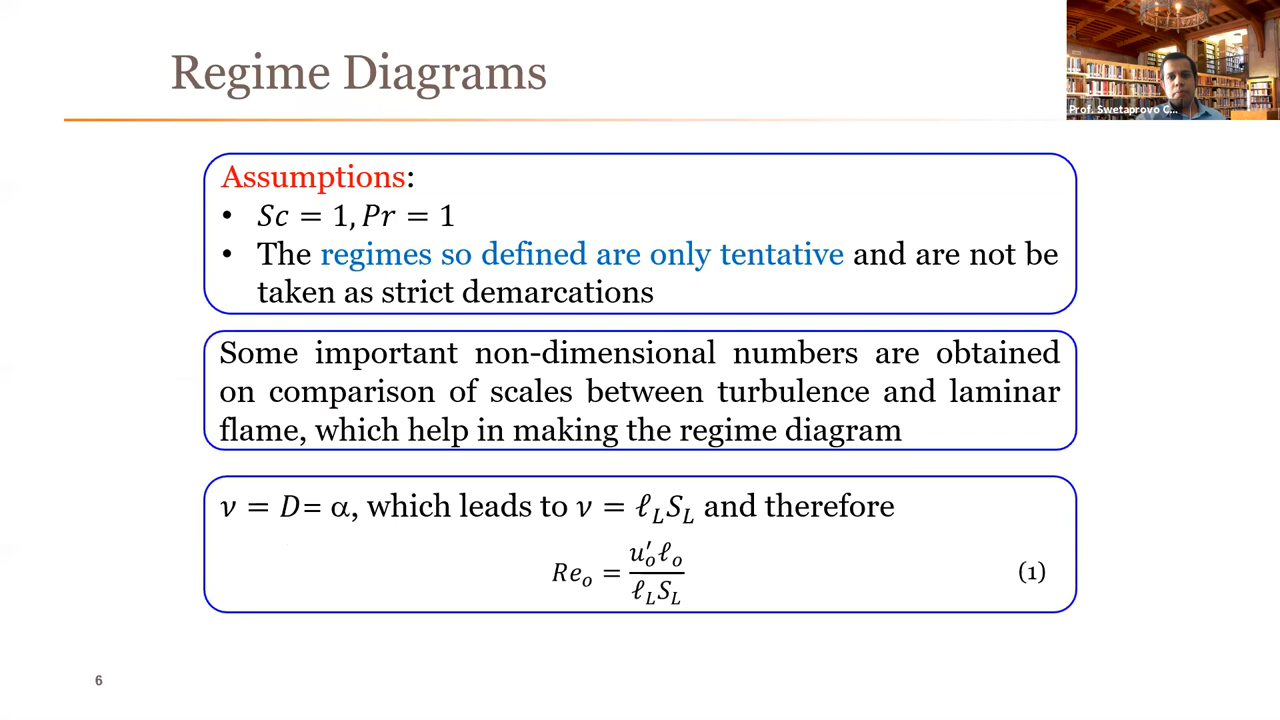 Regime Diagrams
Prof. Swetaprovo C...
Assumptions:
• Sc = 1, Pr = 1
• The regimes so defined are only tentative and are not be
taken as strict demarcations
Some important non-dimensional numbers are obtained
on comparison of scales between turbulence and laminar
flame, which help in making the regime diagram
ν = D= α, which leads to ν = ℓ_L S_L and therefore
Re_o = u′_o ℓ_o / ℓ_L S_L (1)
6